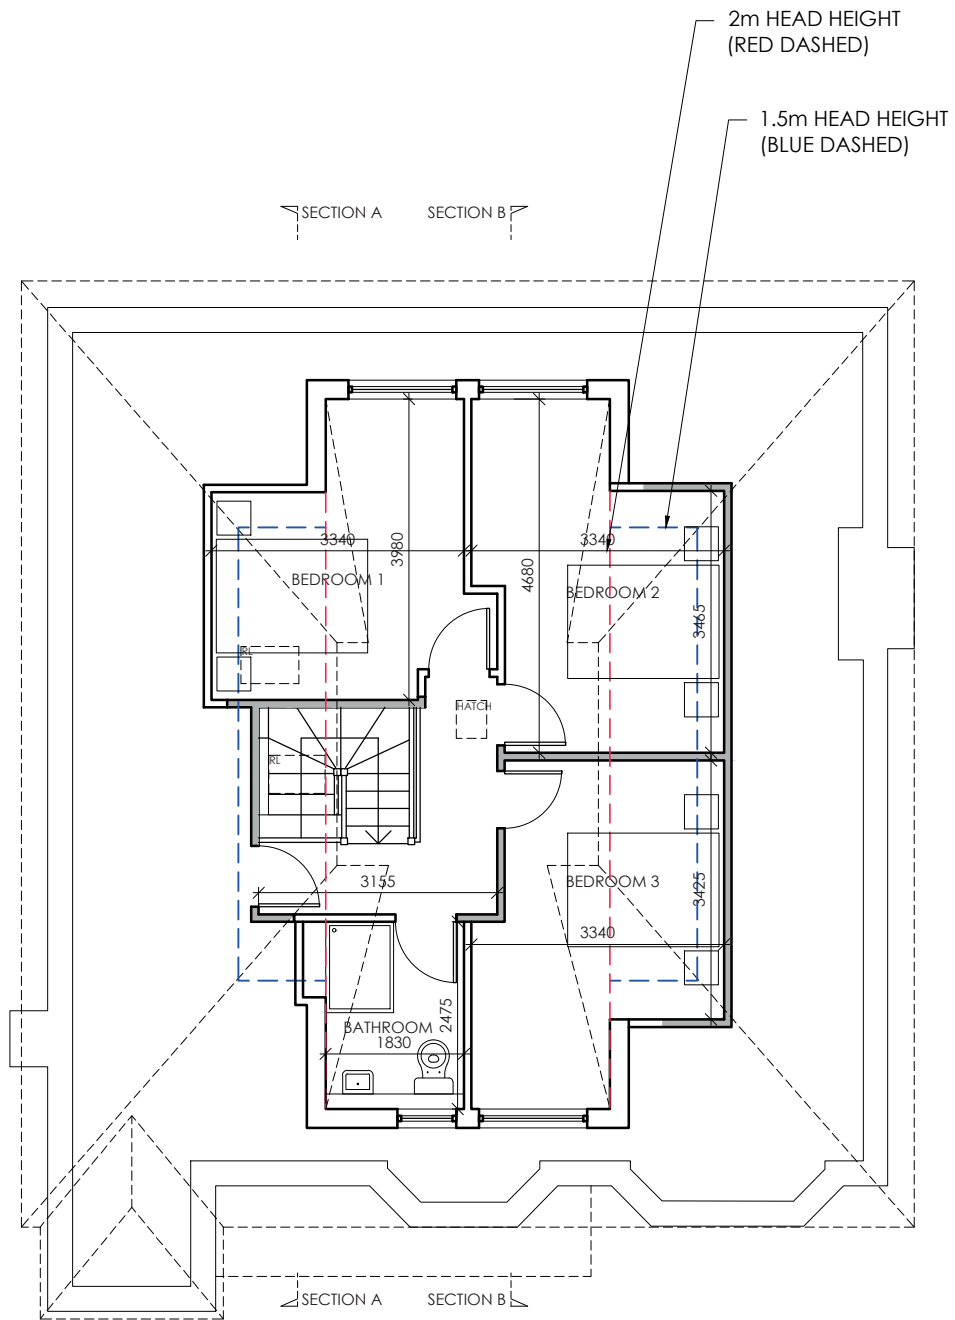 2m HEAD HEIGHT
(RED DASHED)
1.5m HEAD HEIGHT
(BLUE DASHED)
SECTION A
SECTION B
3340
3980
3340
4680
BEDROOM 1
BEDROOM 2
3465
RL
HATCH
RL
3155
BEDROOM 3
3425
3340
BATHROOM
1830
2475
SECTION A
SECTION B